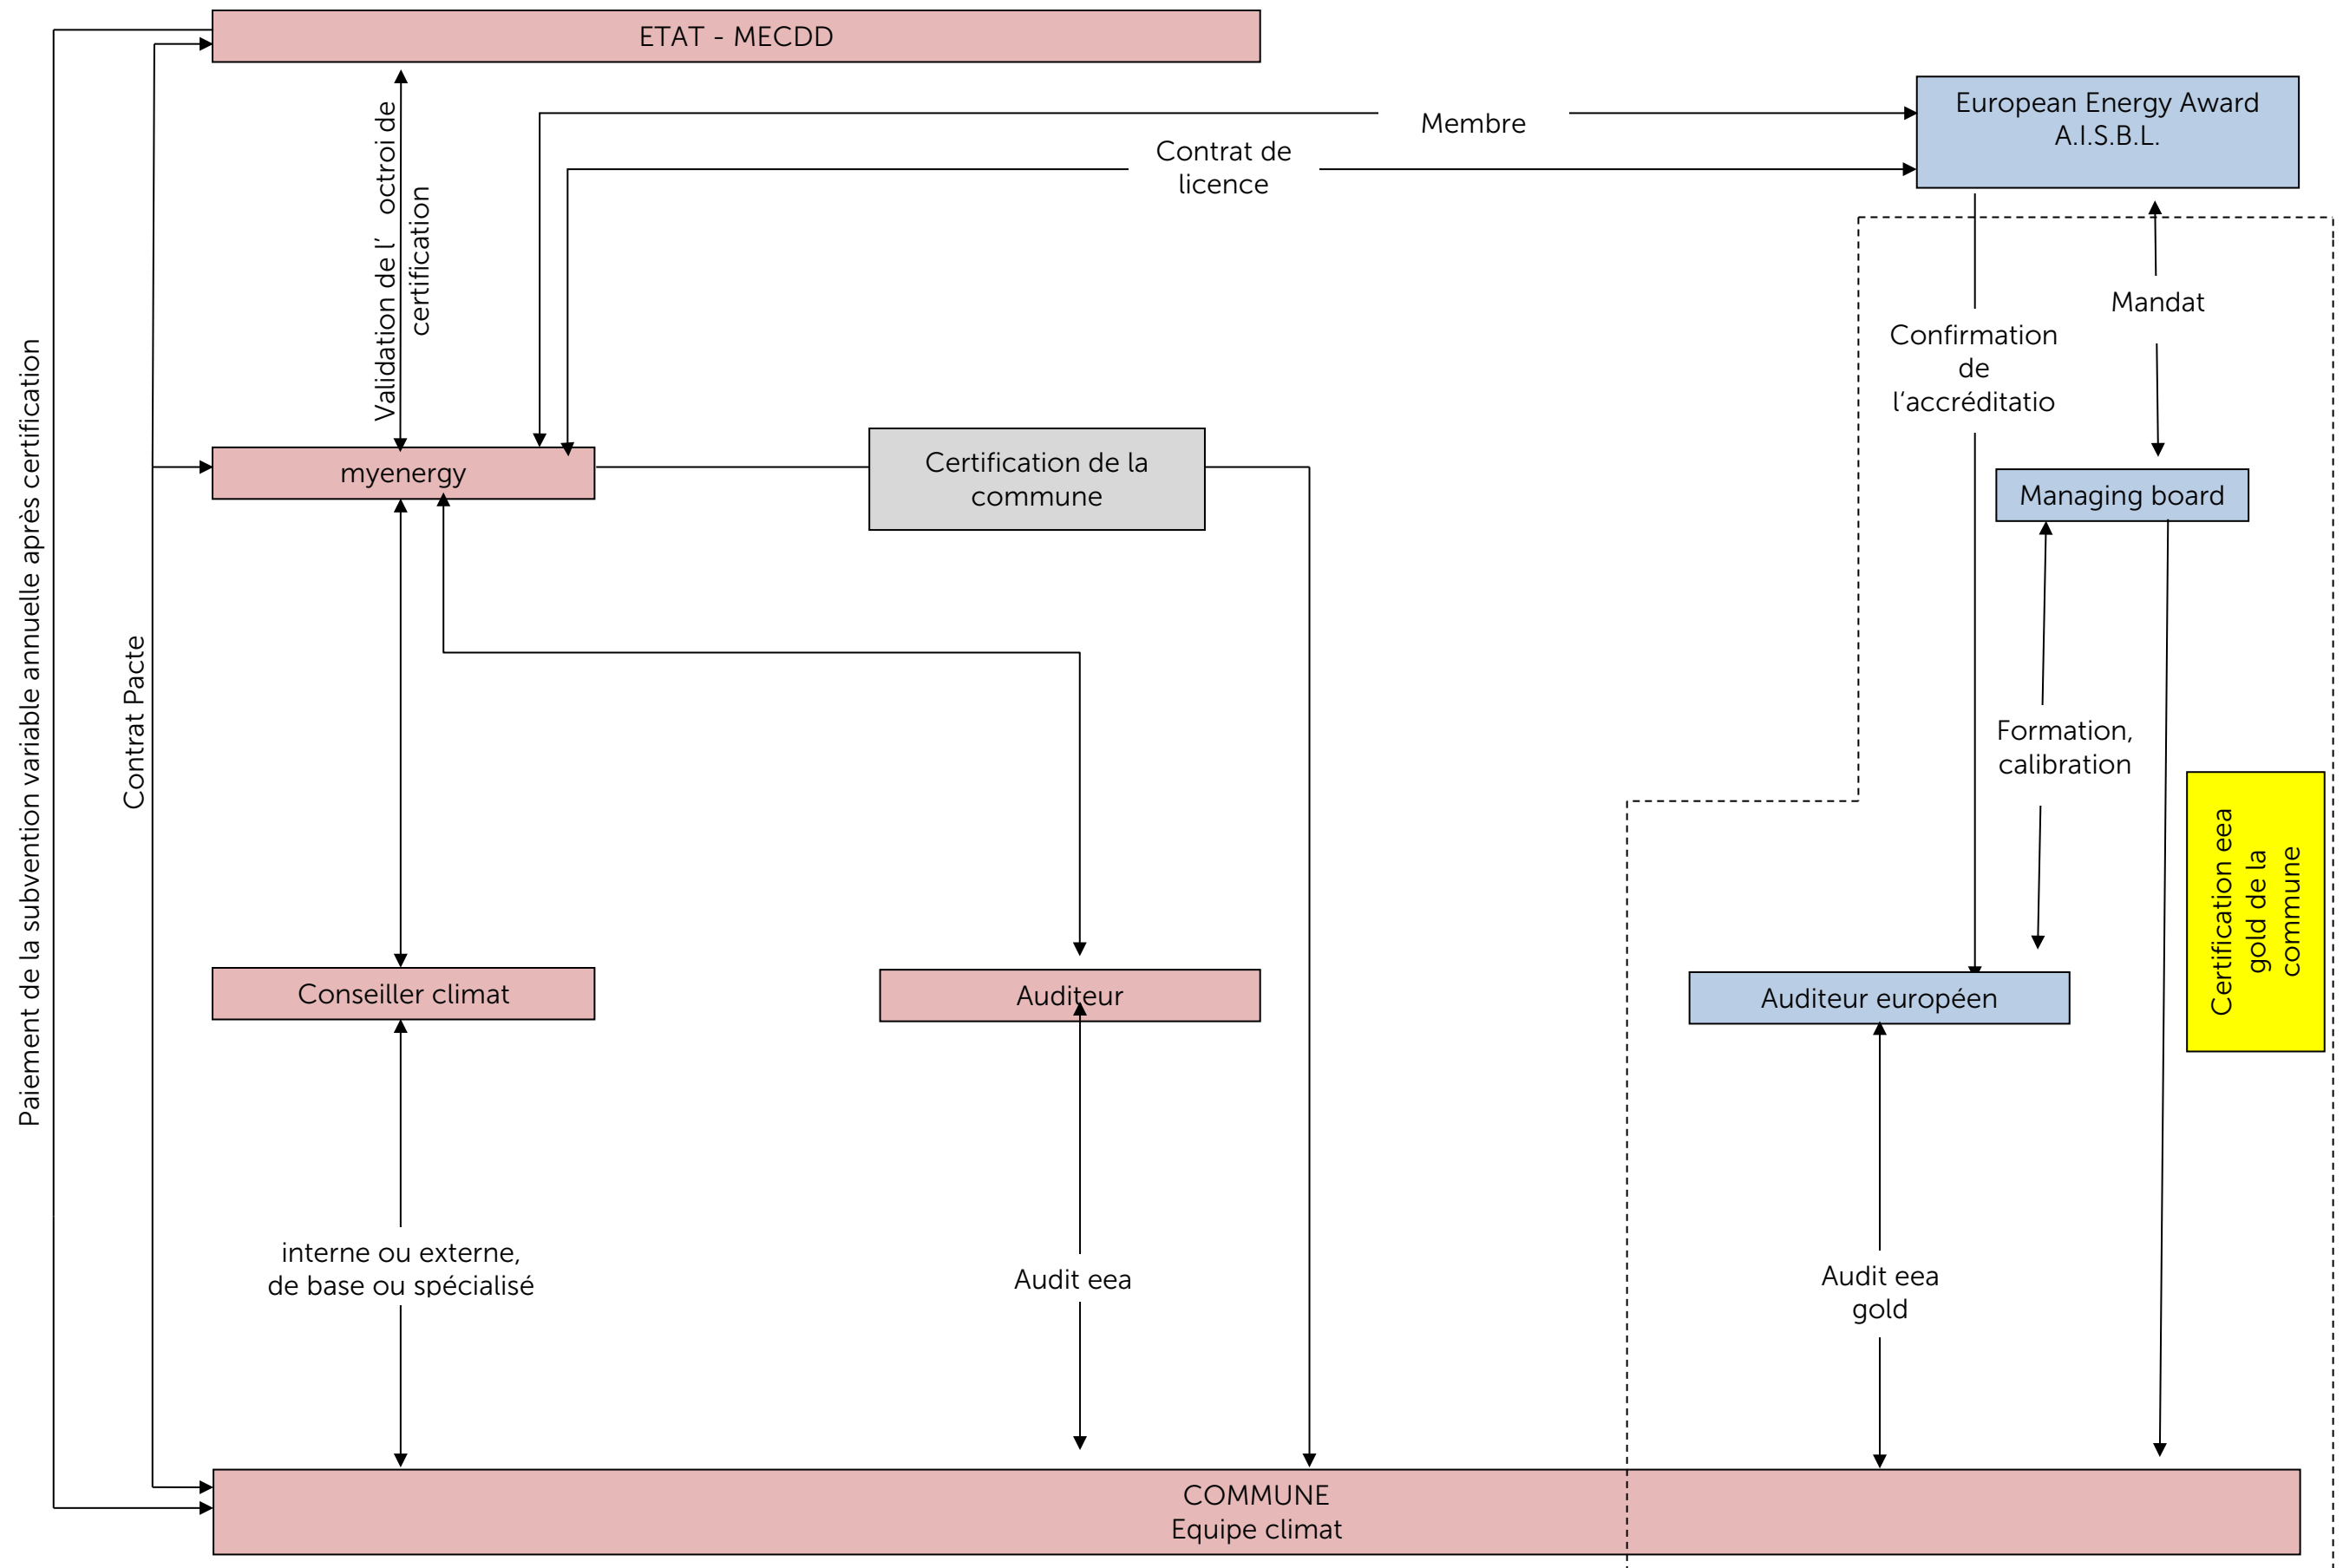 ETAT - MECDD
European Energy Award
A.I.S.B.L.
Membre
Contrat de
licence
Validation de l’ octroi de
certification
Mandat
Confirmation
de
l’accréditatio
Paiement de la subvention variable annuelle après certification
Contrat Pacte
myenergy
Certification de la
commune
Managing board
Formation,
calibration
Certification eea
gold de la
commune
Conseiller climat
Auditeur
Auditeur européen
interne ou externe,
de base ou spécialisé
Audit eea
Audit eea
gold
COMMUNE
Equipe climat